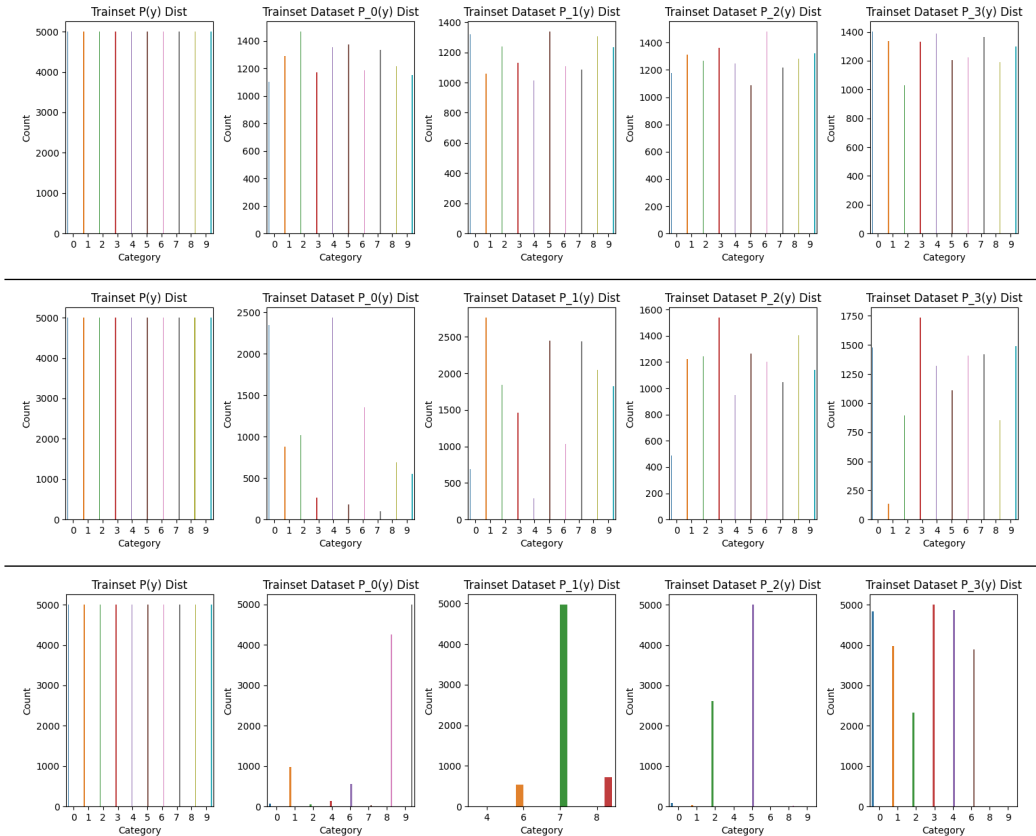 Trainset P(y) Dist
5000
4000
3000
2000
1000
0
Count
0 1 2 3 4 5 6 7 8 9
Category
Trainset Dataset P_0(y) Dist
1400
1200
1000
800
600
400
200
0
Count
0 1 2 3 4 5 6 7 8 9
Category
Trainset Dataset P_1(y) Dist
1400
1200
1000
800
600
400
200
0
Count
0 1 2 3 4 5 6 7 8 9
Category
Trainset Dataset P_2(y) Dist
1400
1200
1000
800
600
400
200
0
Count
0 1 2 3 4 5 6 7 8 9
Category
Trainset Dataset P_3(y) Dist
1400
1200
1000
800
600
400
200
0
Count
0 1 2 3 4 5 6 7 8 9
Category
Trainset P(y) Dist
5000
4000
3000
2000
1000
0
Count
0 1 2 3 4 5 6 7 8 9
Category
Trainset Dataset P_0(y) Dist
2500
2000
1500
1000
500
0
Count
0 1 2 3 4 5 6 7 8 9
Category
Trainset Dataset P_1(y) Dist
2500
2000
1500
1000
500
0
Count
0 1 2 3 4 5 6 7 8 9
Category
Trainset Dataset P_2(y) Dist
1600
1400
1200
1000
800
600
400
200
0
Count
0 1 2 3 4 5 6 7 8 9
Category
Trainset Dataset P_3(y) Dist
1750
1500
1250
1000
750
500
250
0
Count
0 1 2 3 4 5 6 7 8 9
Category
Trainset P(y) Dist
5000
4000
3000
2000
1000
0
Count
0 1 2 3 4 5 6 7 8 9
Category
Trainset Dataset P_0(y) Dist
5000
4000
3000
2000
1000
0
Count
0 1 2 3 4 6 8 9
Category
Trainset Dataset P_1(y) Dist
5000
4000
3000
2000
1000
0
Count
4 6 7 8
Category
Trainset Dataset P_2(y) Dist
5000
4000
3000
2000
1000
0
Count
0 1 2 4 5 6 8 9
Category
Trainset Dataset P_3(y) Dist
5000
4000
3000
2000
1000
0
Count
0 1 2 3 4 6 8 9
Category